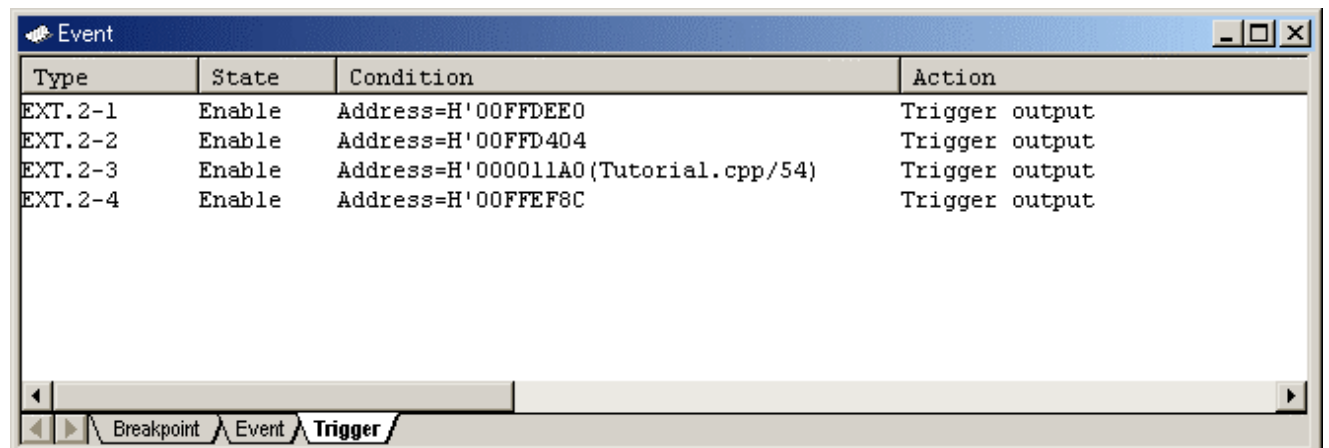 Event
Type State Condition Action
EXT.2-1 Enable Address=H'00FFDEE0 Trigger output
EXT.2-2 Enable Address=H'00FFD404 Trigger output
EXT.2-3 Enable Address=H'000011A0(Tutorial.cpp/54) Trigger output
EXT.2-4 Enable Address=H'00FFEF8C Trigger output
Breakpoint Event Trigger